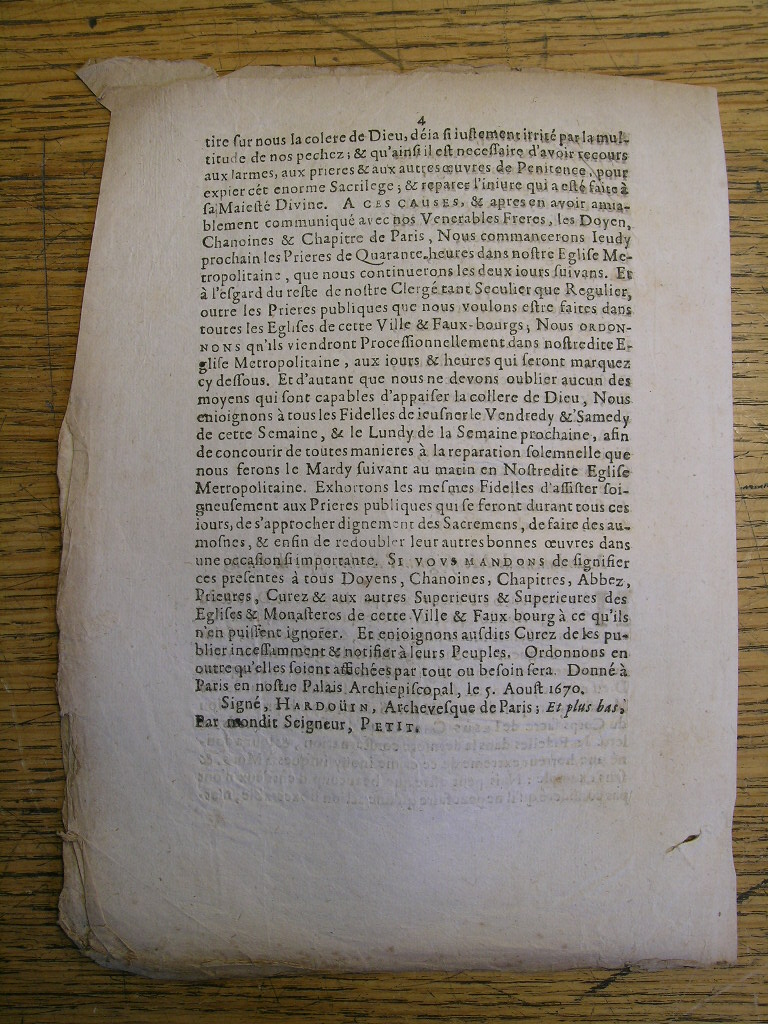 4
tire sur nous la colere de Dieu, déia si iustement irrité par la mul-
titude de nos pechez; & qu'ainsi il est necessaire d'avoir recours
aux larmes, aux prieres & aux autres œuvres de Penitence, pour
expier cét enorme Sacrilege; & reparer l'iniure qui a esté faite à
sa Maiesté Divine. A CES CAUSES, & apres en avoir amia-
blement communiqué avec nos Venerables Freres, les Doyen,
Chanoines & Chapitre de Paris, Nous commancerons Ieudy
prochain les Prieres de Quarante-heures dans nostre Eglise Me-
tropolitaine, que nous continuerons les deux iours suivans. Et
à l'esgard du reste de nostre Clergé tant Seculier que Regulier,
outre les Prieres publiques que nous voulons estre faites dans
toutes les Eglises de cette Ville & Faux-bourgs; Nous ORDON-
NONS qu'ils viendront Processionnellement dans nostredite E-
glise Metropolitaine, aux iours & heures qui seront marquez
cy dessous. Et d'autant que nous ne devons oublier aucun des
moyens qui sont capables d'appaiser la collere de Dieu, Nous
enioignons à tous les Fidelles de ieusner le Vendredy & Samedy
de cette Semaine, & le Lundy de la Semaine prochaine, afin
de concourir de toutes manieres à la reparation solemnelle que
nous ferons le Mardy suivant au matin en Nostredite Eglise
Metropolitaine. Exhortons les mesmes Fidelles d'assister soi-
gneusement aux Prieres publiques qui se feront durant tous ces
iours, de s'approcher dignement des Sacremens, de faire des au-
mosnes, & enfin de redoubler leur autres bonnes œuvres dans
une occasion si importante. SI VOVS MANDONS de signifier
ces presentes à tous Doyens, Chanoines, Chapitres, Abbez,
Prieures, Curez & aux autres Superieurs & Superieures des
Eglises & Monasteres de cette Ville & Faux bourg à ce qu'ils
n'en puissent ignorer. Et enioignons ausdits Curez de les pu-
blier incessamment & notifier à leurs Peuples. Ordonnons en
outre qu'elles soient affichées par tout ou besoin sera. Donné à
Paris en nostre Palais Archiepiscopal, le 5. Aoust 1670.
Signé, HARDOÜIN, Archevesque de Paris; Et plus bas,
Par mondit Seigneur, PETIT.